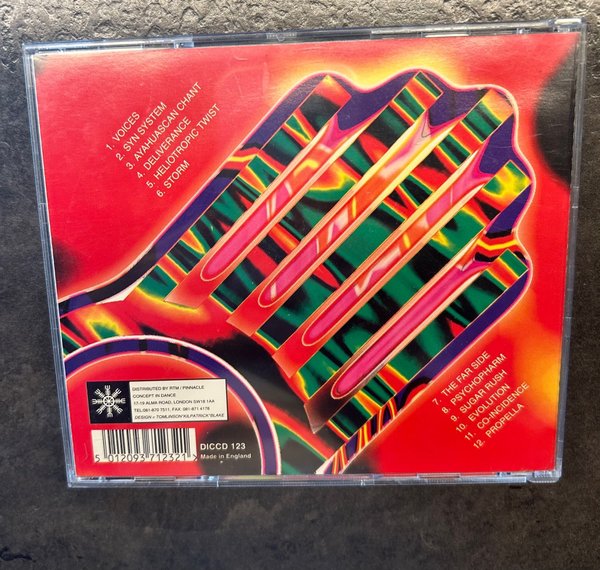 1. VOICES
2. SYN SYSTEM
3. AYAHUASCAN CHANT
4. DELIVERANCE
5. HELIOTROPIC TWIST
6. STORM
7. THE FAR SIDE
8. PSYCHOPHARM
9. SUGAR RUSH
10. EVOLUTION
11. CO-INCIDENCE
12. PROPELLA
DISTRIBUTED BY RTM / PINNACLE
CONCEPT IN DANCE
17-19 ALMA ROAD, LONDON SW18 1AA
TEL:081-870 7511, FAX: 081-871 4178
DESIGN = TOMLINSON*KILPATRICK*BLAKE
DICCD 123
Made in England
5 012093 712321